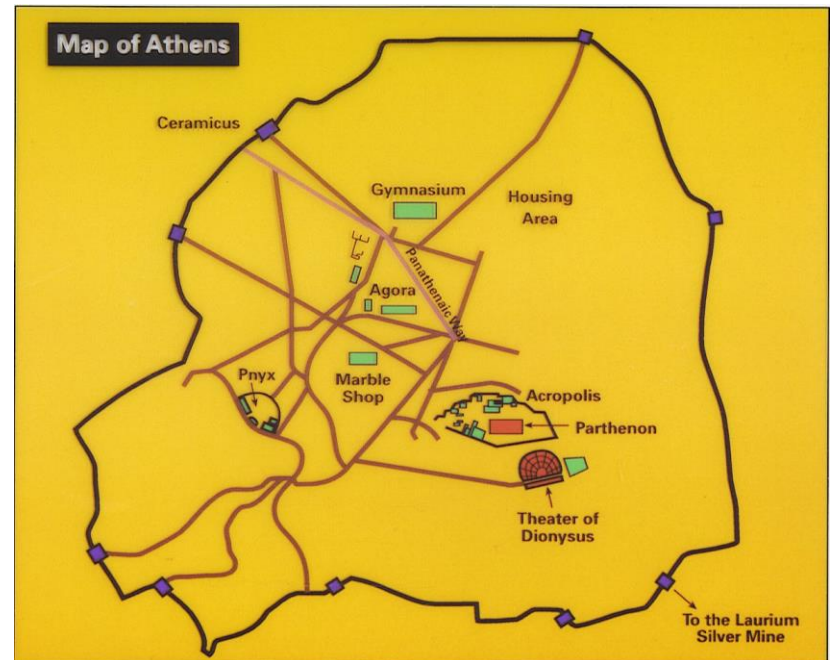 Map of Athens
Ceramicus
Gymnasium
Housing
Area
Panathenaic Way
Agora
Marble
Shop
Pnyx
Acropolis
Parthenon
Theater of
Dionysus
To the Laurium
Silver Mine